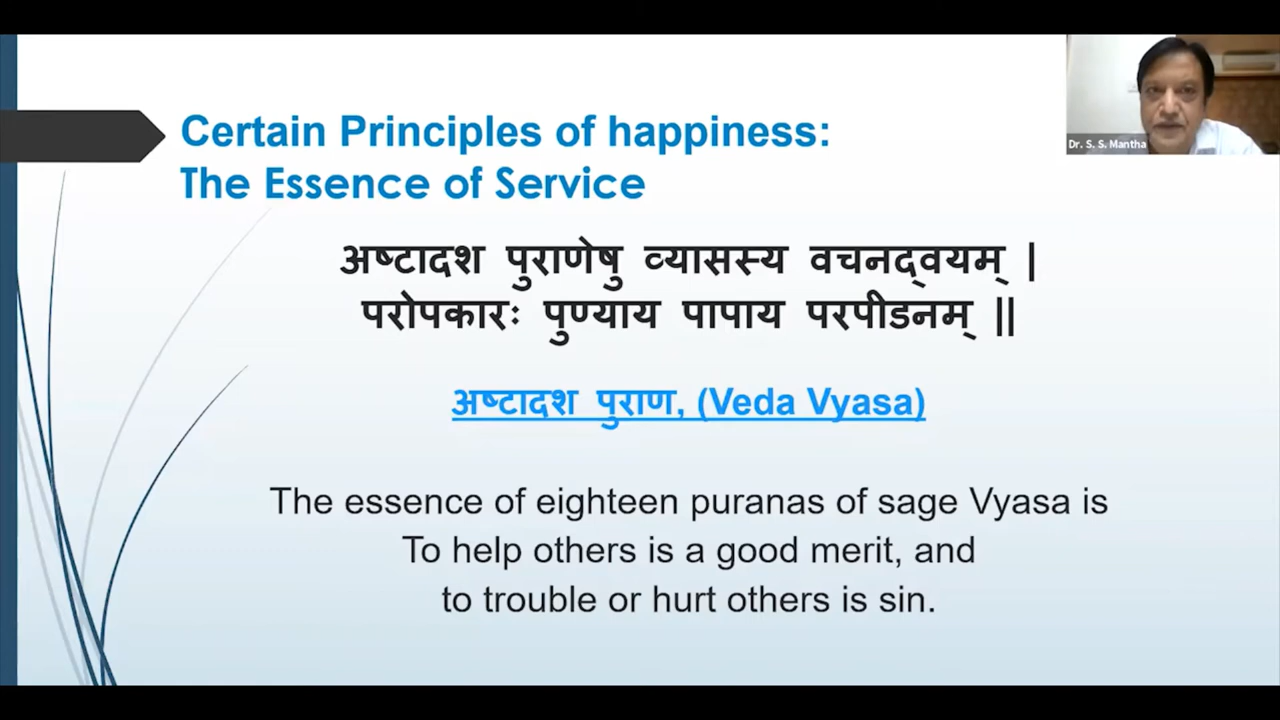 Certain Principles of happiness:
The Essence of Service
अष्टादश पुराणेषु व्यासस्य वचनद्वयम् |
परोपकारः पुण्याय पापाय परपीडनम् ||
अष्टादश पुराण, (Veda Vyasa)
The essence of eighteen puranas of sage Vyasa is
To help others is a good merit, and
to trouble or hurt others is sin.
Dr. S. S. Mantha